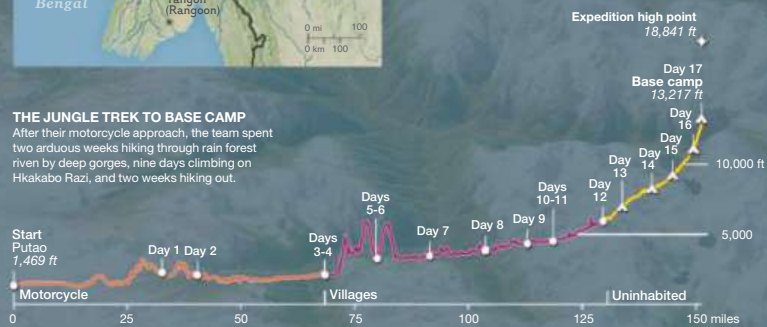 Bengal
Yangon
(Rangoon)
0 mi 100
0 km 100
Expedition high point
18,841 ft
Day 17
Base camp
13,217 ft
THE JUNGLE TREK TO BASE CAMP
After their motorcycle approach, the team spent
two arduous weeks hiking through rain forest
riven by deep gorges, nine days climbing on
Hkakabo Razi, and two weeks hiking out.
Day
16
Day
15
Day
14
Day
13
10,000 ft
Days
10-11
Day
12
Days
5-6
Start
Putao
1,469 ft
Day 1
Day 2
Days
3-4
Day 7
Day 8
Day 9
5,000
Motorcycle
Villages
Uninhabited
0 25 50 75 100 125 150 miles